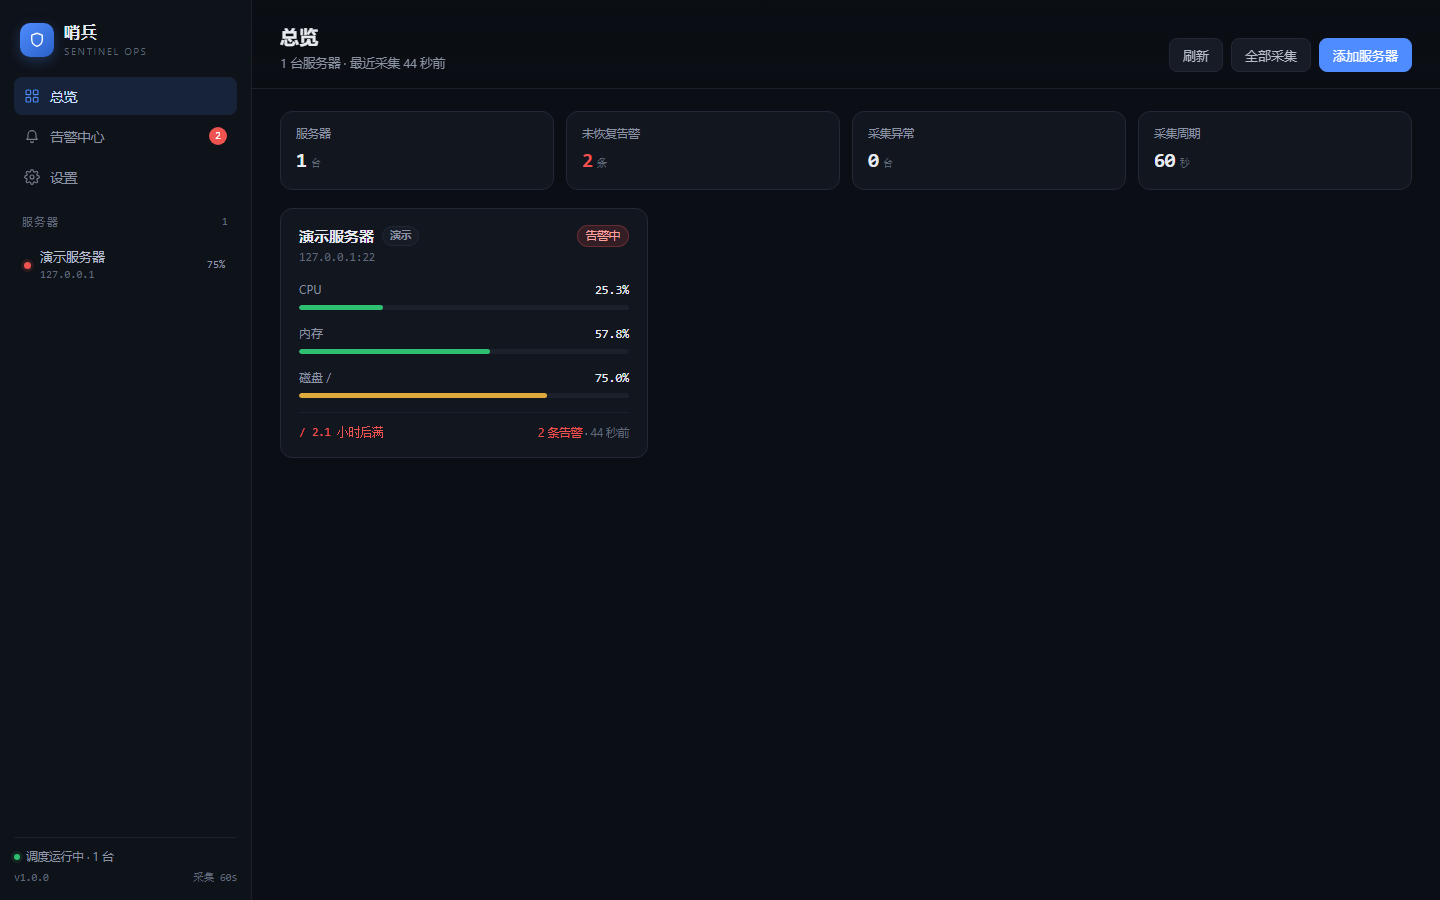 哨兵
SENTINEL OPS
总览
告警中心 2
设置
服务器 1
演示服务器
127.0.0.1
75%
调度运行中 · 1 台
v1.0.0 采集 60s
总览
1 台服务器 · 最近采集 44 秒前
刷新 全部采集 添加服务器
服务器
1 台
未恢复告警
2 条
采集异常
0 台
采集周期
60 秒
演示服务器 演示 告警中
127.0.0.1:22
CPU 25.3%
内存 57.8%
磁盘 / 75.0%
/ 2.1 小时后满 2 条告警 · 44 秒前